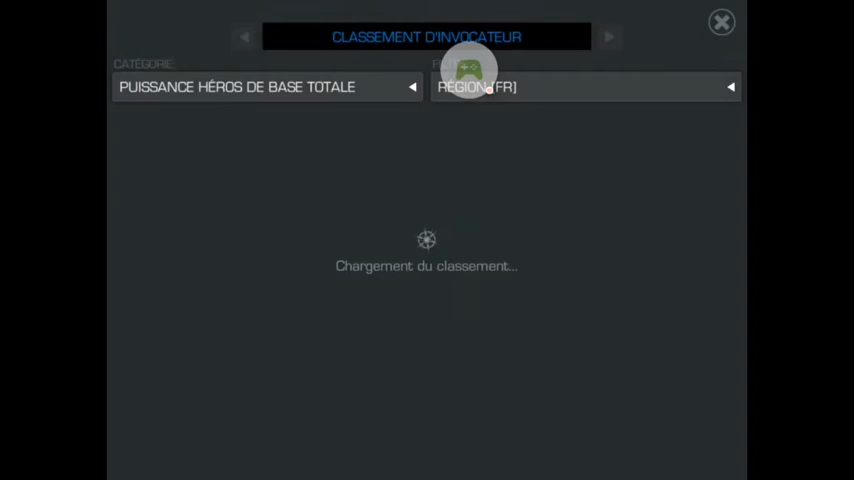 CLASSEMENT D'INVOCATEUR
CATÉGORIE:
PUISSANCE HÉROS DE BASE TOTALE
RÉGION [FR]
Chargement du classement...